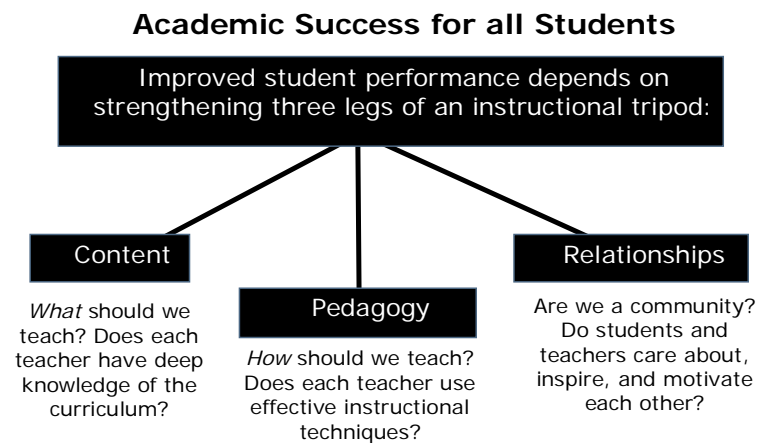 Academic Success for all Students
Improved student performance depends on
strengthening three legs of an instructional tripod:
Content
What should we
teach? Does each
teacher have deep
knowledge of the
curriculum?
Pedagogy
How should we teach?
Does each teacher use
effective instructional
techniques?
Relationships
Are we a community?
Do students and
teachers care about,
inspire, and motivate
each other?